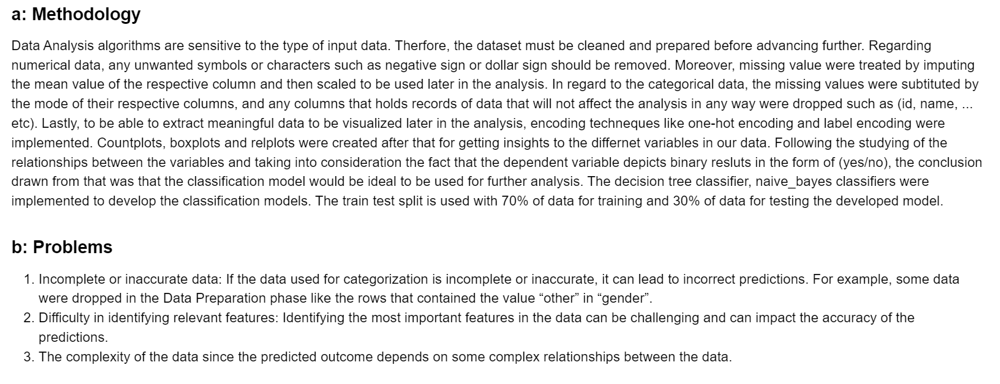 a: Methodology
Data Analysis algorithms are sensitive to the type of input data. Therfore, the dataset must be cleaned and prepared before advancing further. Regarding
numerical data, any unwanted symbols or characters such as negative sign or dollar sign should be removed. Moreover, missing value were treated by imputing
the mean value of the respective column and then scaled to be used later in the analysis. In regard to the categorical data, the missing values were subtituted by
the mode of their respective columns, and any columns that holds records of data that will not affect the analysis in any way were dropped such as (id, name, ...
etc). Lastly, to be able to extract meaningful data to be visualized later in the analysis, encoding techneques like one-hot encoding and label encoding were
implemented. Countplots, boxplots and relplots were created after that for getting insights to the differnet variables in our data. Following the studying of the
relationships between the variables and taking into consideration the fact that the dependent variable depicts binary resluts in the form of (yes/no), the conclusion
drawn from that was that the classification model would be ideal to be used for further analysis. The decision tree classifier, naive_bayes classifiers were
implemented to develop the classification models. The train test split is used with 70% of data for training and 30% of data for testing the developed model.
b: Problems
1. Incomplete or inaccurate data: If the data used for categorization is incomplete or inaccurate, it can lead to incorrect predictions. For example, some data
were dropped in the Data Preparation phase like the rows that contained the value “other” in “gender”.
2. Difficulty in identifying relevant features: Identifying the most important features in the data can be challenging and can impact the accuracy of the
predictions.
3. The complexity of the data since the predicted outcome depends on some complex relationships between the data.